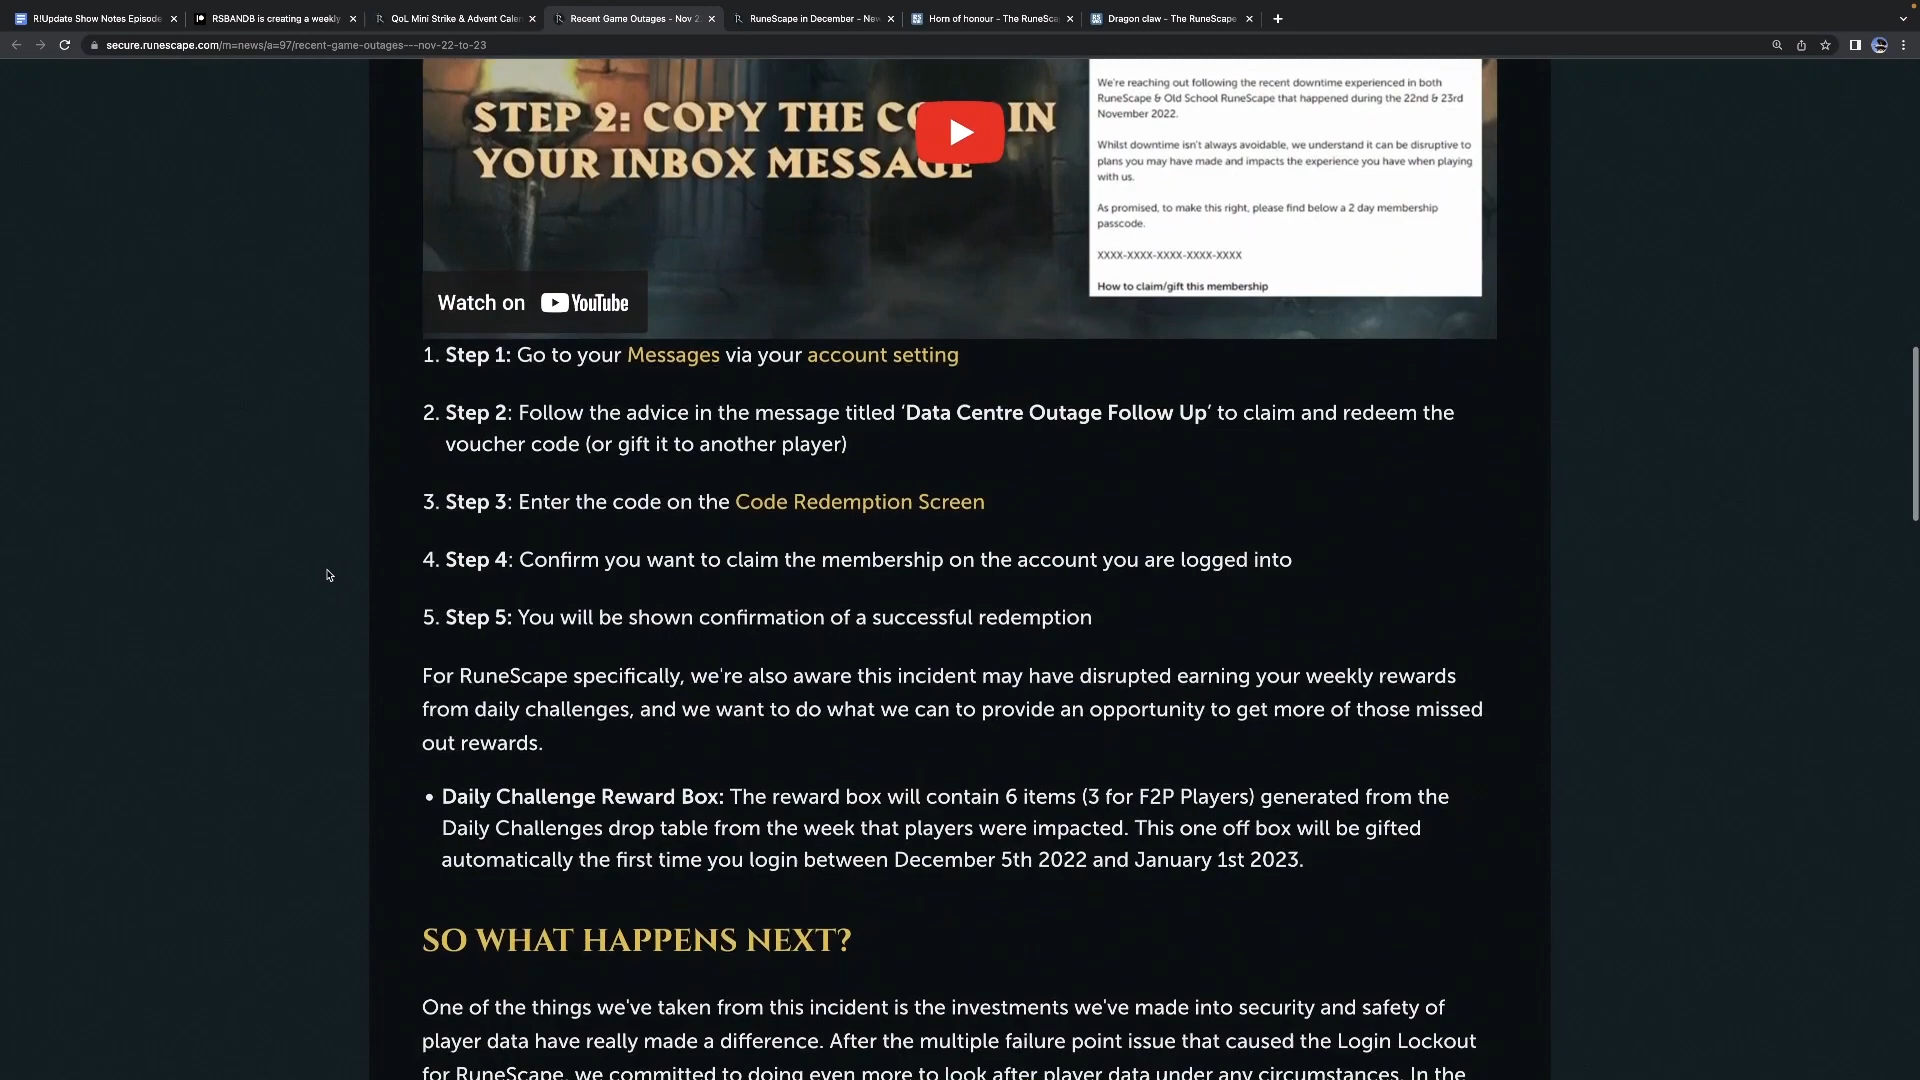 R!Update Show Notes Episode
RSBANDB is creating a weekly
QoL Mini Strike & Advent Calen
Recent Game Outages - Nov 2
RuneScape in December - New
Horn of honour - The RuneSca
Dragon claw - The RuneScape
secure.runescape.com/m=news/a=97/recent-game-outages---nov-22-to-23
STEP 2: COPY THE IN
YOUR INBOX MESSAGE
We're reaching out following the recent downtime experienced in both
RuneScape & Old School RuneScape that happened during the 22nd & 23rd
November 2022.
Whilst downtime isn't always avoidable, we understand it can be disruptive to
plans you may have made and impacts the experience you have when playing
with us.
As promised, to make this right, please find below a 2 day membership
passcode.
XXXX-XXXX-XXXX-XXXX-XXXX
How to claim/gift this membership
Watch on YouTube
1. Step 1: Go to your Messages via your account setting
2. Step 2: Follow the advice in the message titled ‘Data Centre Outage Follow Up’ to claim and redeem the
voucher code (or gift it to another player)
3. Step 3: Enter the code on the Code Redemption Screen
4. Step 4: Confirm you want to claim the membership on the account you are logged into
5. Step 5: You will be shown confirmation of a successful redemption
For RuneScape specifically, we're also aware this incident may have disrupted earning your weekly rewards
from daily challenges, and we want to do what we can to provide an opportunity to get more of those missed
out rewards.
• Daily Challenge Reward Box: The reward box will contain 6 items (3 for F2P Players) generated from the
Daily Challenges drop table from the week that players were impacted. This one off box will be gifted
automatically the first time you login between December 5th 2022 and January 1st 2023.
SO WHAT HAPPENS NEXT?
One of the things we've taken from this incident is the investments we've made into security and safety of
player data have really made a difference. After the multiple failure point issue that caused the Login Lockout
for RuneScape, we committed to doing even more to look after player data under any circumstances. In the